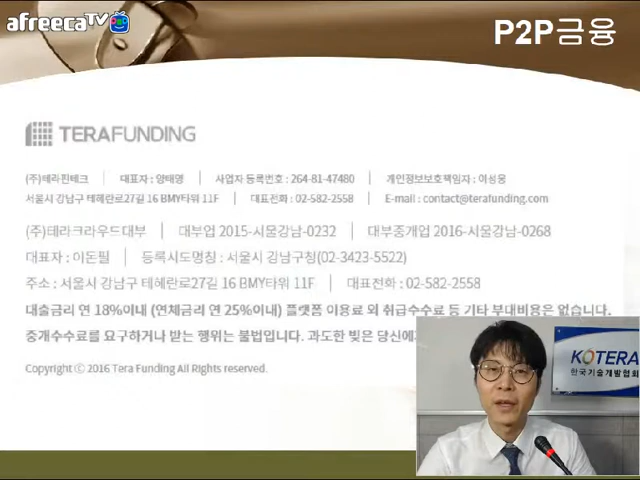 afreecaTV
P2P금융
TERAFUNDING
(주)테라핀테크 | 대표자 : 양태영 | 사업자 등록번호 : 264-81-47480 | 개인정보보호책임자 : 이성웅
서울시 강남구 테헤란로27길 16 BMY타워 11F | 대표전화 : 02-582-2558 | E-mail : contact@terafunding.com
(주)테라크라우드대부 | 대부업 2015-서울강남-0232 | 대부중개업 2016-서울강남-0268
대표자 : 이돈필 | 등록시도명칭 : 서울시 강남구청(02-3423-5522)
주소 : 서울시 강남구 테헤란로27길 16 BMY타워 11F | 대표전화 : 02-582-2558
대출금리 연 18%이내 (연체금리 연 25%이내) 플랫폼 이용료 외 취급수수료 등 기타 부대비용은 없습니다.
중개수수료를 요구하거나 받는 행위는 불법입니다. 과도한 빚은 당신에
Copyright ⓒ 2016 Tera Funding All Rights reserved.
KOTERA
한국기술개발협회